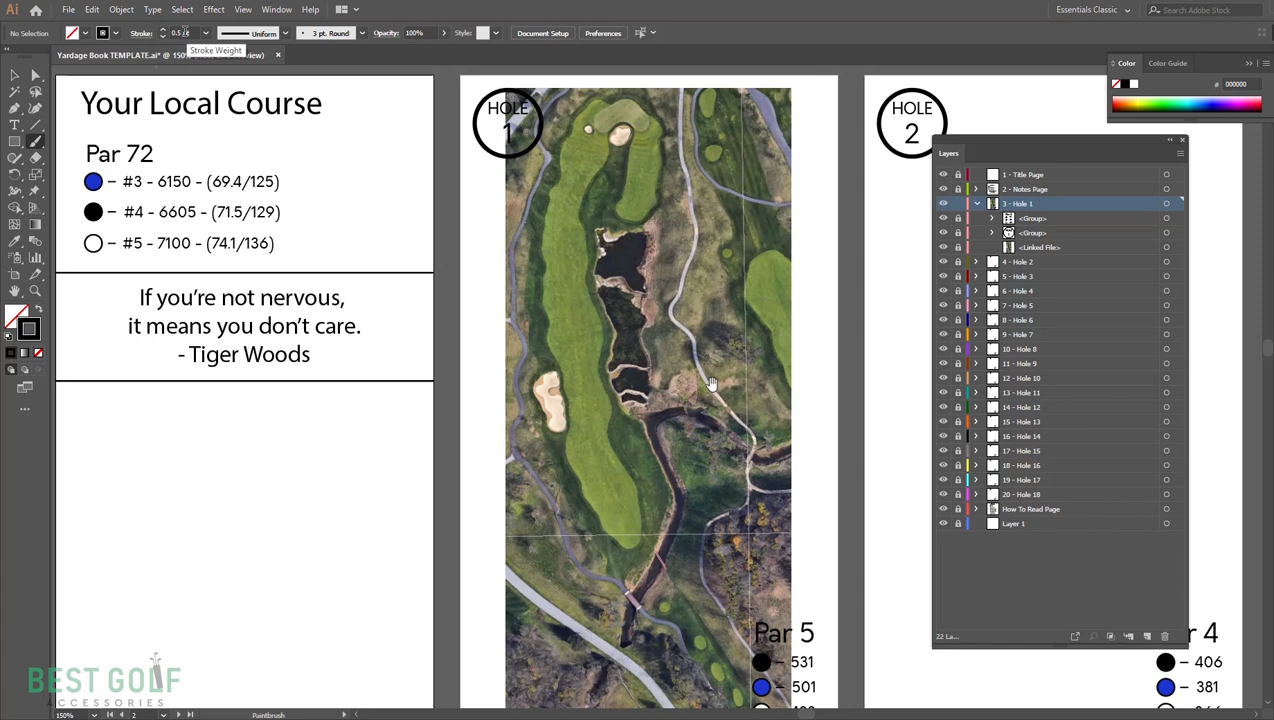 Ai File Edit Object Type Select Effect View Window Help Essentials Classic Search Adobe Stock
No Selection Stroke: Uniform 3 pt. Round Opacity: 100% Style: Document Setup Preferences
Stroke Weight
Yardage Book TEMPLATE.ai* @ 150%
Color Color Guide
# 000000
Your Local Course
Par 72
– #3 - 6150 - (69.4/125)
– #4 - 6605 - (71.5/129)
– #5 - 7100 - (74.1/136)
If you're not nervous,
it means you don't care.
- Tiger Woods
HOLE
1
Par 5
– 531
– 501
HOLE
2
r 4
– 406
– 381
Layers
1 - Title Page
2 - Notes Page
3 - Hole 1
<Group>
<Group>
<Linked File>
4 - Hole 2
5 - Hole 3
6 - Hole 4
7 - Hole 5
8 - Hole 6
9 - Hole 7
10 - Hole 8
11 - Hole 9
12 - Hole 10
13 - Hole 11
14 - Hole 12
15 - Hole 13
16 - Hole 14
17 - Hole 15
18 - Hole 16
19 - Hole 17
20 - Hole 18
How To Read Page
Layer 1
22 La...
BEST GOLF
ACCESSORIES
150% 2 Paintbrush